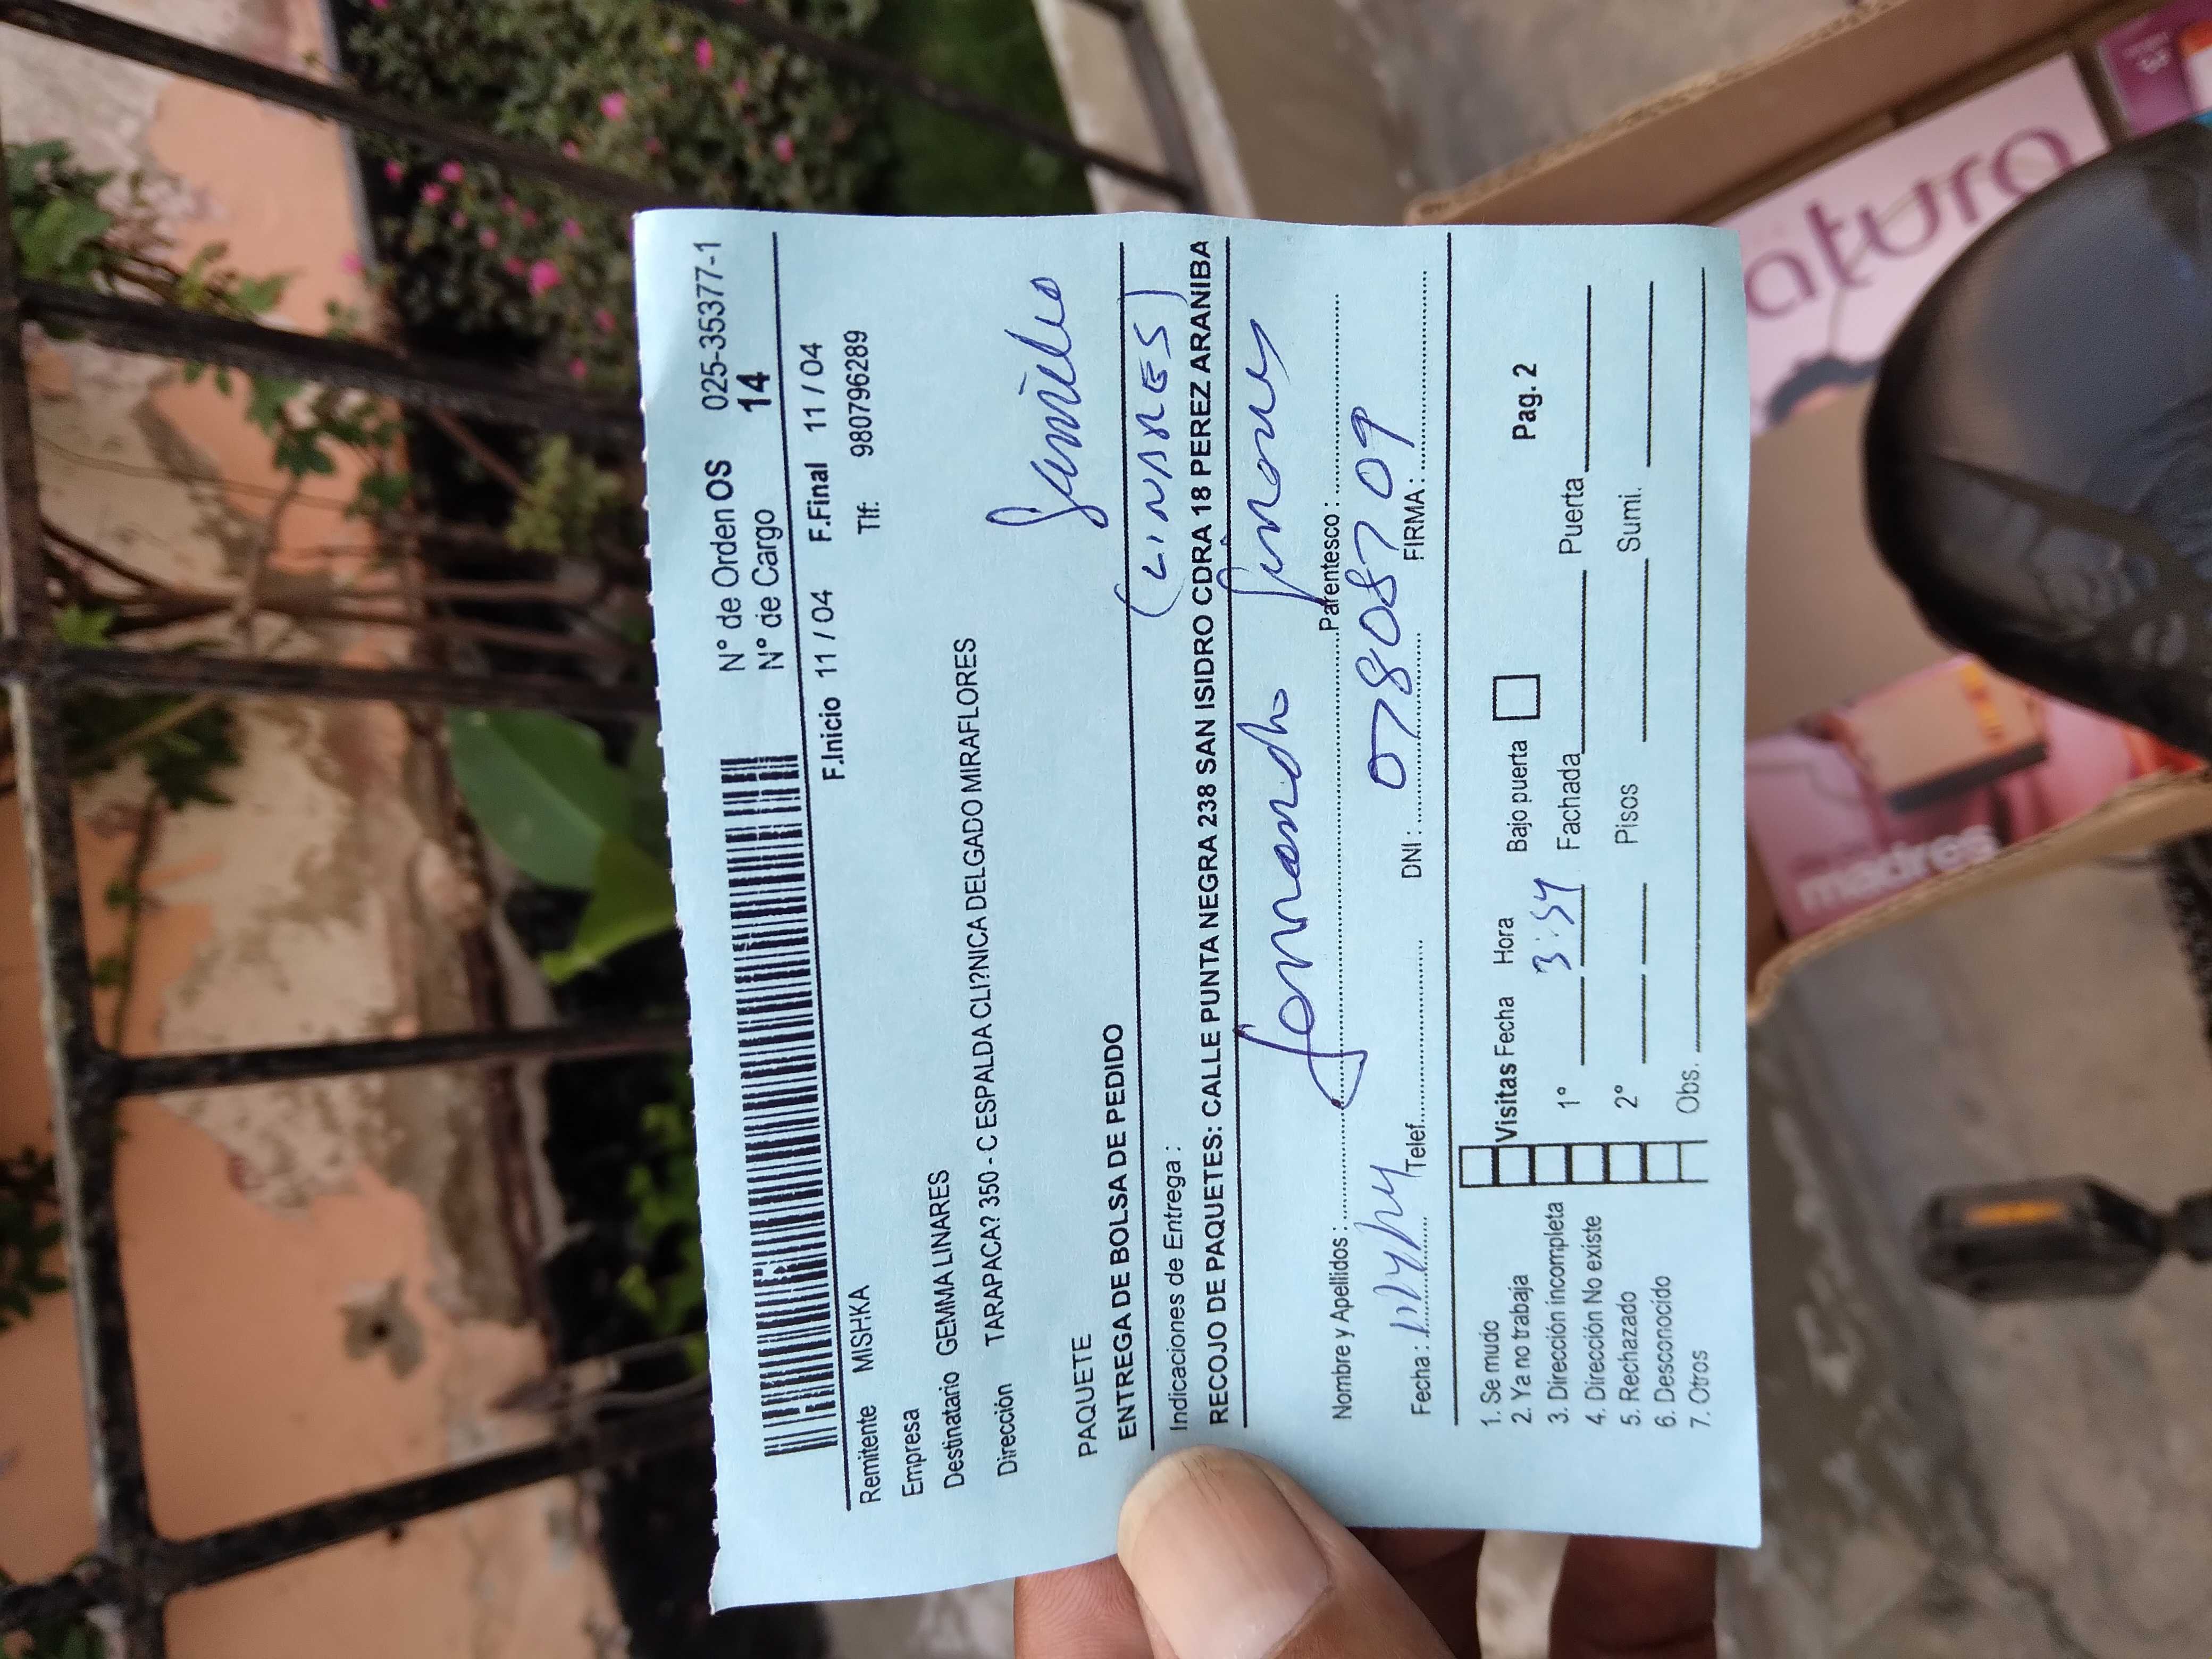 N° de Orden OS 025-35377-1
N° de Cargo 14
F.Inicio 11 / 04 F.Final 11 / 04
Remitente MISHKA
Tlf: 980796289
Empresa
Destinatario GEMMA LINARES
Dirección TARAPACA? 350 - C ESPALDA CLI?NICA DELGADO MIRAFLORES
PAQUETE
ENTREGA DE BOLSA DE PEDIDO
(LINARES)
Indicaciones de Entrega :
RECOJO DE PAQUETES: CALLE PUNTA NEGRA 238 SAN ISIDRO CDRA 18 PEREZ ARANIBA
Nombre y Apellidos : Fernando Parentesco :
Fecha : Telef. DNI : 07808709 FIRMA :
1. Se mudo
2. Ya no trabaja
3. Dirección incompleta
4. Dirección No existe
5. Rechazado
6. Desconocido
7. Otros
Visitas Fecha Hora Bajo puerta Pag. 2
1° 3:54 Fachada Puerta
2° Pisos Sumi.
Obs.
atura
madres